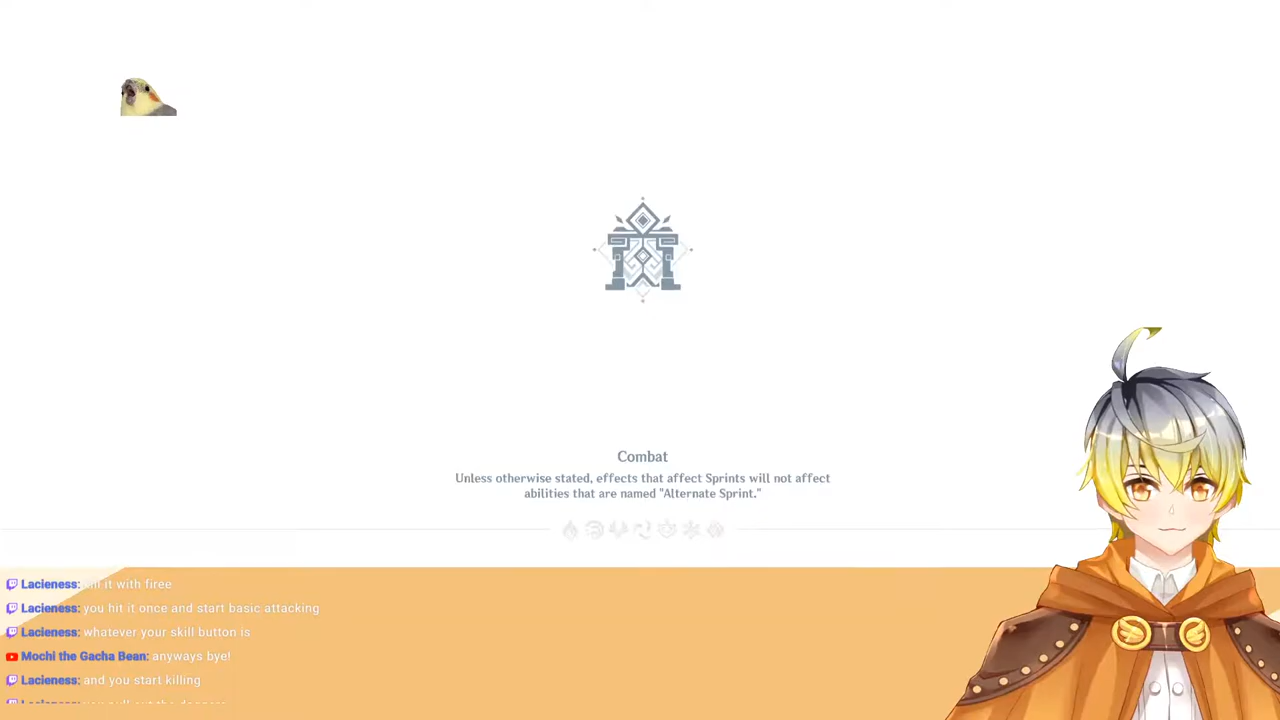 Combat
Unless otherwise stated, effects that affect Sprints will not affect
abilities that are named "Alternate Sprint."
Lacieness: it with firee
Lacieness: you hit it once and start basic attacking
Lacieness: whatever your skill button is
Mochi the Gacha Bean: anyways bye!
Lacieness: and you start killing